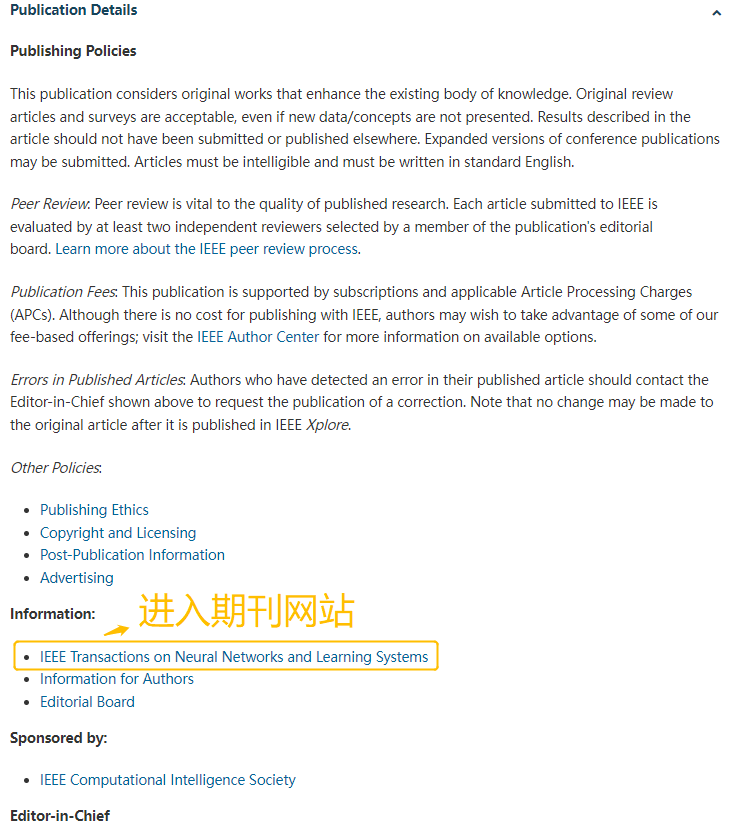 Publication Details
Publishing Policies
This publication considers original works that enhance the existing body of knowledge. Original review
articles and surveys are acceptable, even if new data/concepts are not presented. Results described in the
article should not have been submitted or published elsewhere. Expanded versions of conference publications
may be submitted. Articles must be intelligible and must be written in standard English.
Peer Review: Peer review is vital to the quality of published research. Each article submitted to IEEE is
evaluated by at least two independent reviewers selected by a member of the publication's editorial
board. Learn more about the IEEE peer review process.
Publication Fees: This publication is supported by subscriptions and applicable Article Processing Charges
(APCs). Although there is no cost for publishing with IEEE, authors may wish to take advantage of some of our
fee-based offerings; visit the IEEE Author Center for more information on available options.
Errors in Published Articles: Authors who have detected an error in their published article should contact the
Editor-in-Chief shown above to request the publication of a correction. Note that no change may be made to
the original article after it is published in IEEE Xplore.
Other Policies:
• Publishing Ethics
• Copyright and Licensing
• Post-Publication Information
• Advertising
进入期刊网站
Information:
• IEEE Transactions on Neural Networks and Learning Systems
• Information for Authors
• Editorial Board
Sponsored by:
• IEEE Computational Intelligence Society
Editor-in-Chief